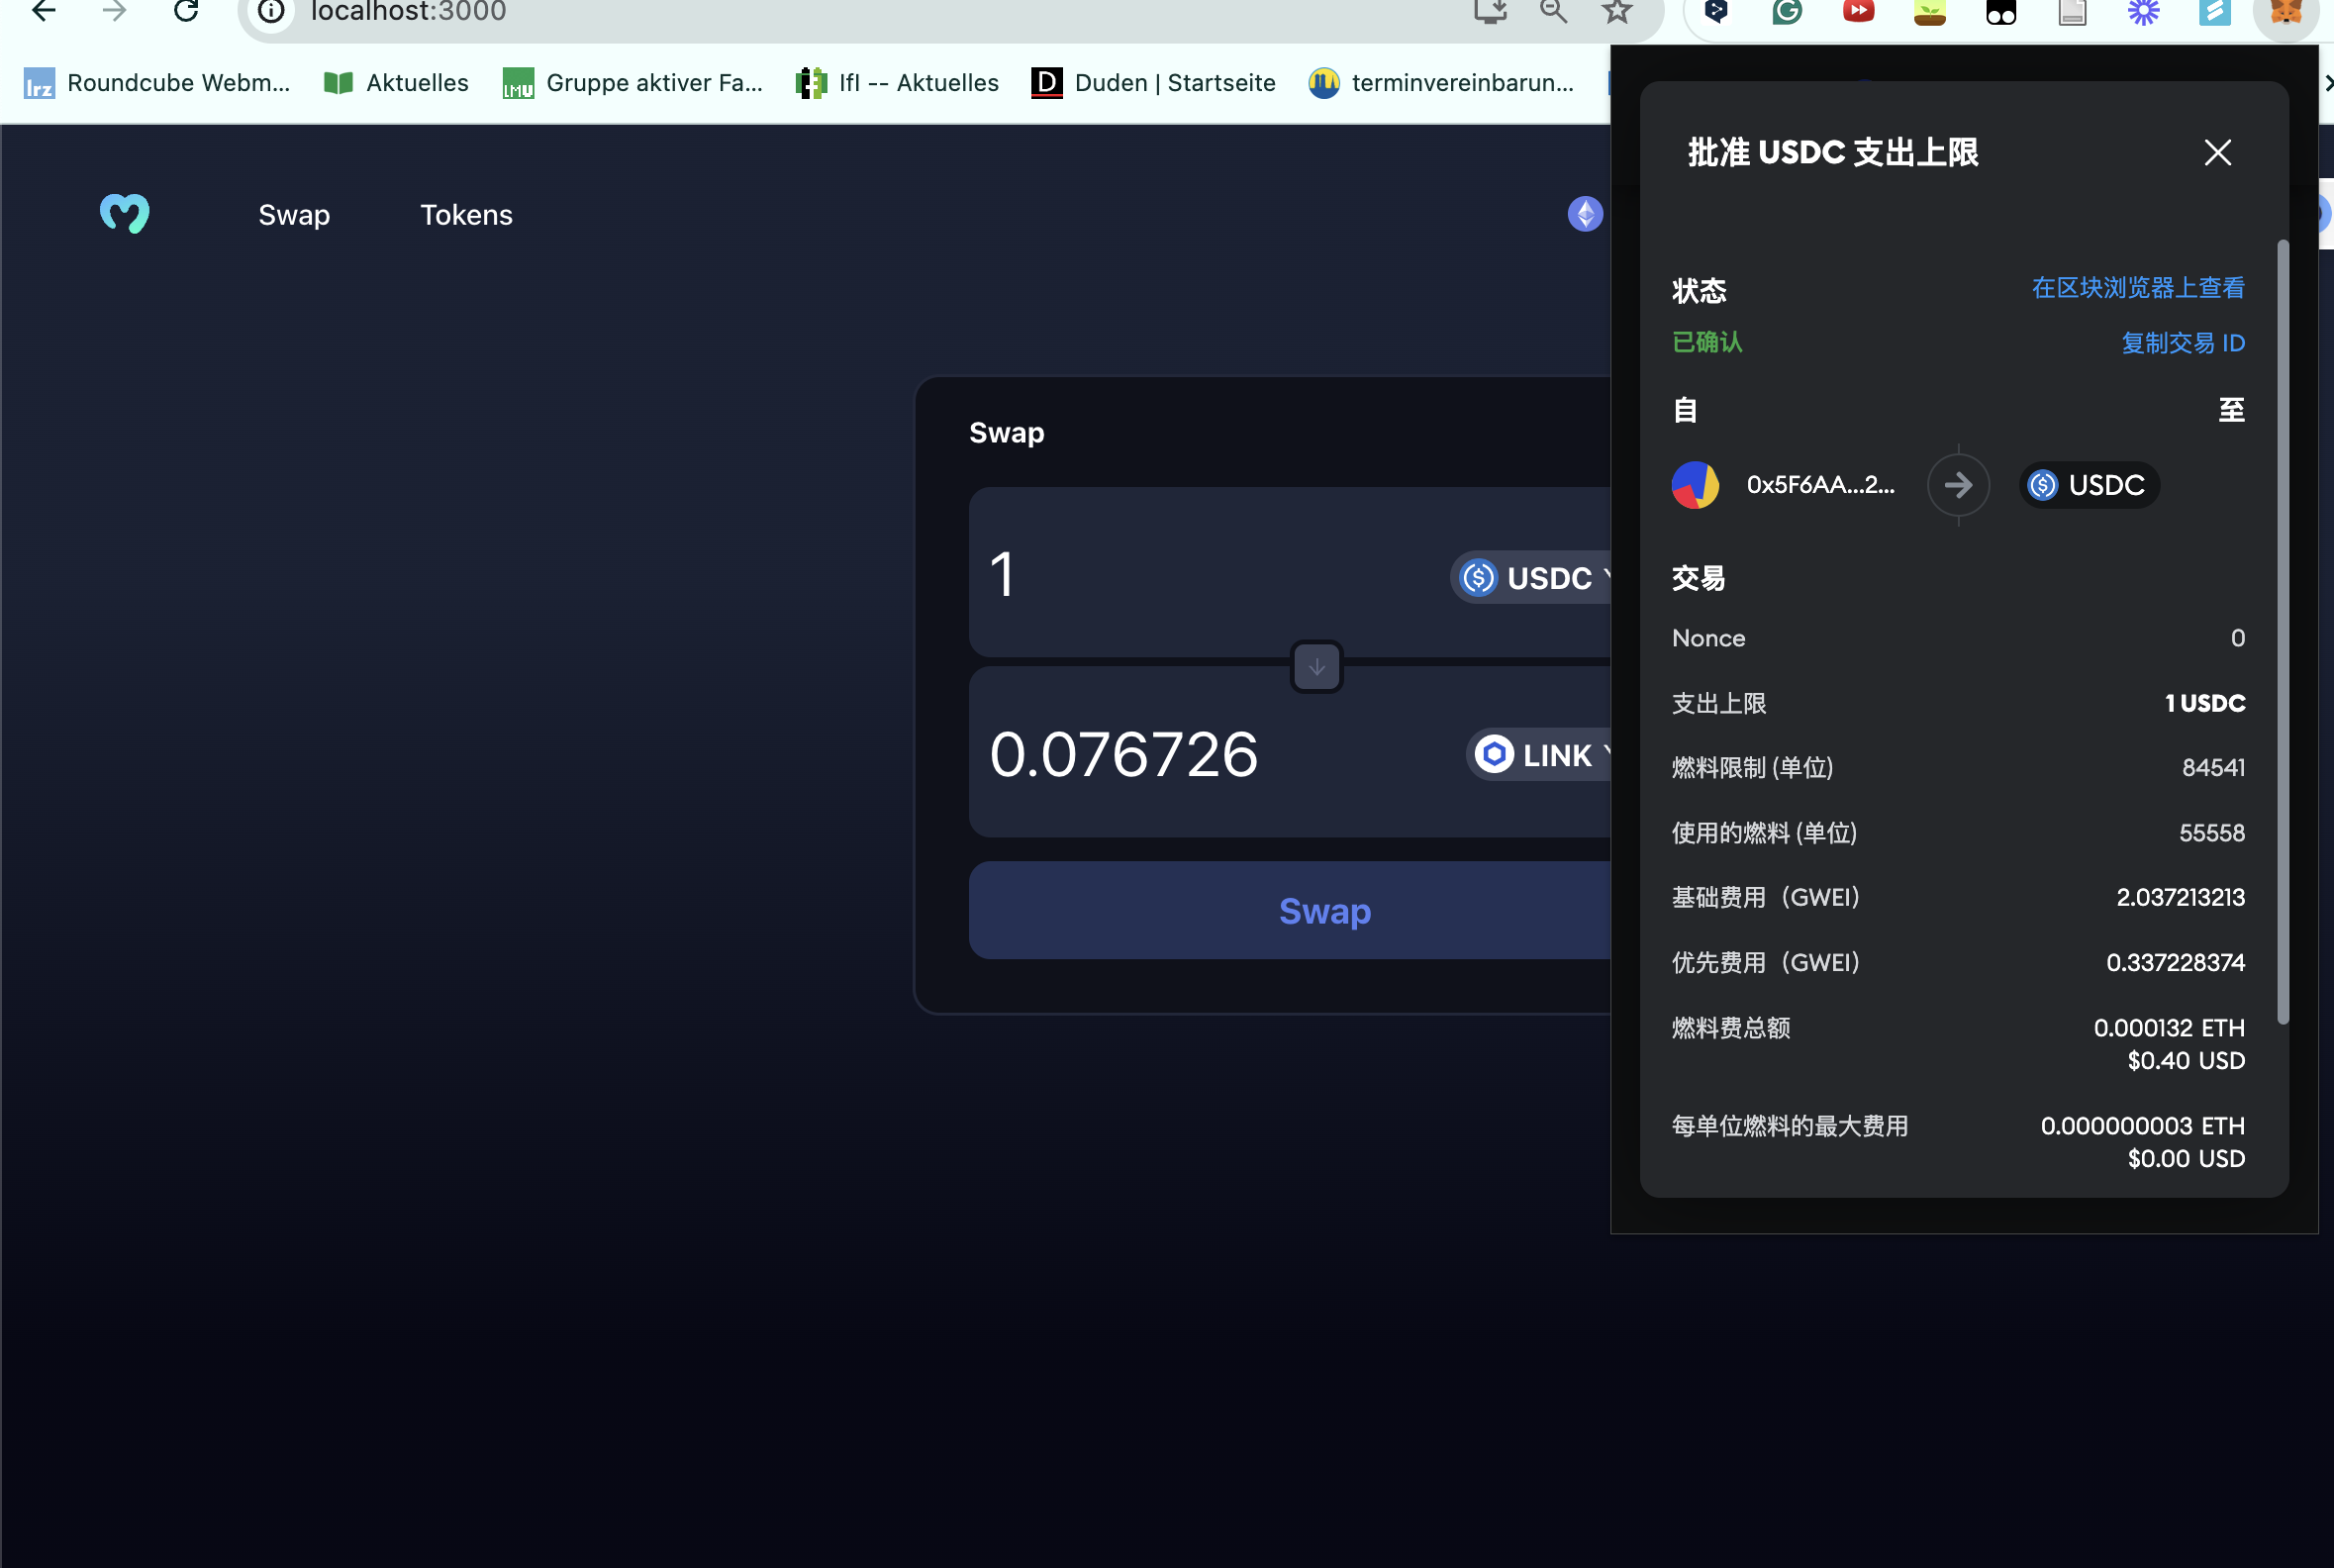 localhost:3000
lrz Roundcube Webm...
Aktuelles
LMU Gruppe aktiver Fa...
IfI -- Aktuelles
D Duden | Startseite
terminvereinbarun...
Swap
Tokens
Swap
1
USDC
0.076726
LINK
Swap
批准 USDC 支出上限
状态
在区块浏览器上查看
已确认
复制交易 ID
自
至
0x5F6AA...2...
USDC
交易
Nonce
0
支出上限
1 USDC
燃料限制 (单位)
84541
使用的燃料 (单位)
55558
基础费用（GWEI）
2.037213213
优先费用（GWEI）
0.337228374
燃料费总额
0.000132 ETH
$0.40 USD
每单位燃料的最大费用
0.000000003 ETH
$0.00 USD